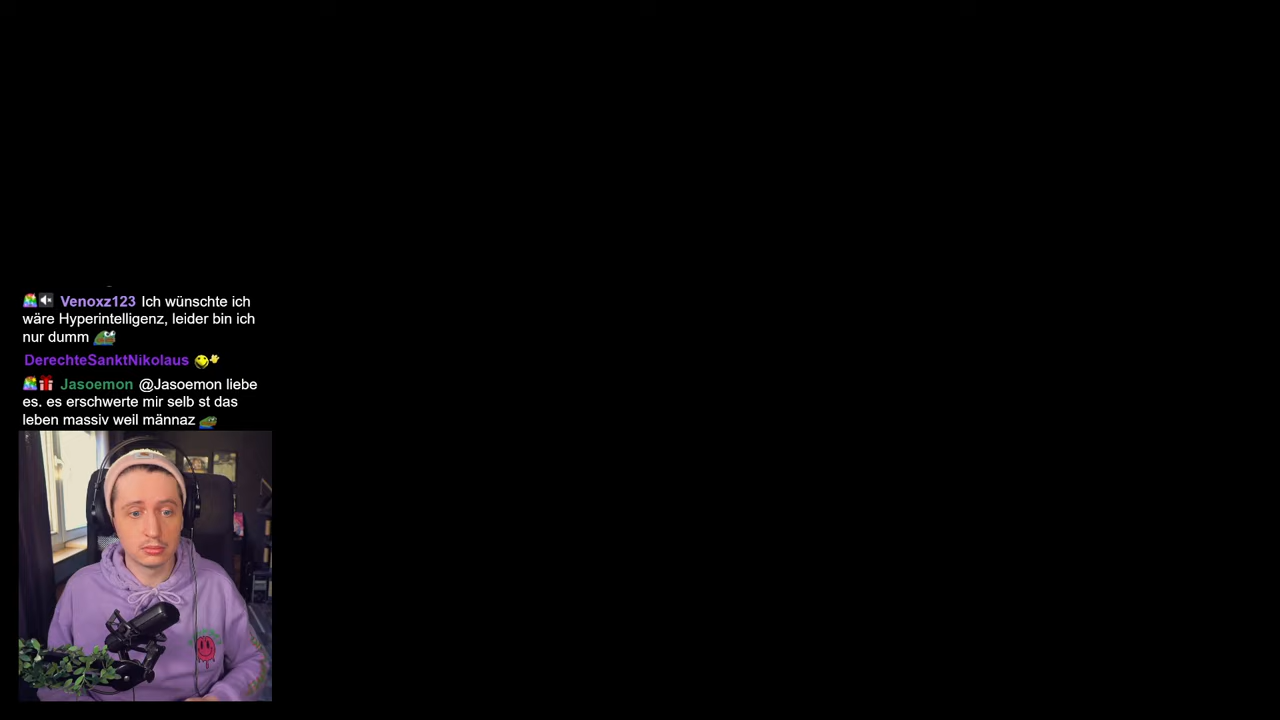 Venoxz123 Ich wünschte ich
wäre Hyperintelligenz, leider bin ich
nur dumm
DerechteSanktNikolaus
Jasoemon @Jasoemon liebe
es. es erschwerte mir selb st das
leben massiv weil männaz